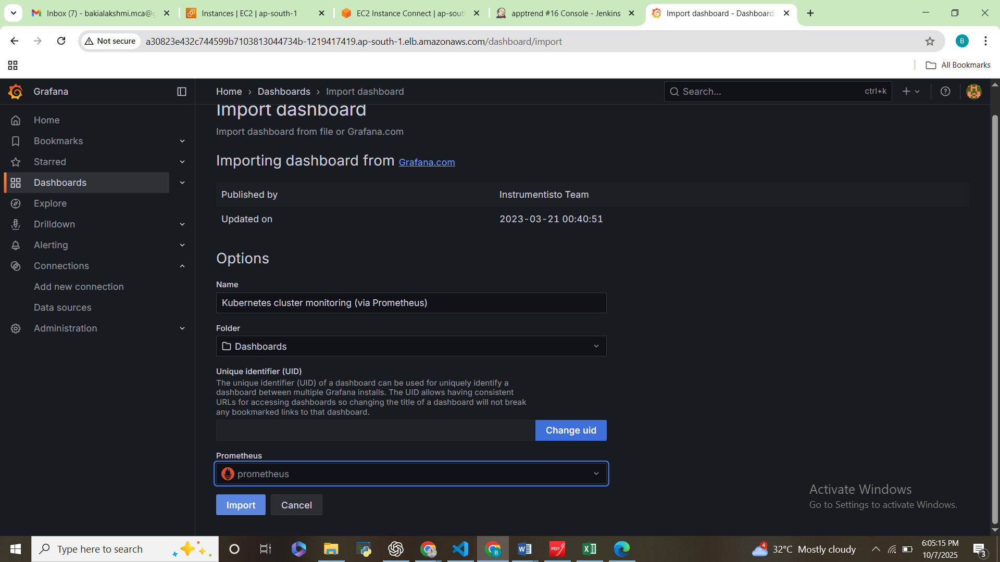 Inbox (7) - bakialakshmi.mca@g
Instances | EC2 | ap-south-1
EC2 Instance Connect | ap-sout
apptrend #16 Console - Jenkins
Import dashboard - Dashboards
Not secure
a30823e432c744599b7103813044734b-1219417419.ap-south-1.elb.amazonaws.com/dashboard/import
B
All Bookmarks
Grafana
Home › Dashboards › Import dashboard
Search...
ctrl+k
Home
Bookmarks
Starred
Dashboards
Explore
Drilldown
Alerting
Connections
Add new connection
Data sources
Administration
Import dashboard
Import dashboard from file or Grafana.com
Importing dashboard from Grafana.com
Published by Instrumentisto Team
Updated on 2023-03-21 00:40:51
Options
Name
Kubernetes cluster monitoring (via Prometheus)
Folder
Dashboards
Unique identifier (UID)
The unique identifier (UID) of a dashboard can be used for uniquely identify a
dashboard between multiple Grafana installs. The UID allows having consistent
URLs for accessing dashboards so changing the title of a dashboard will not break
any bookmarked links to that dashboard.
Change uid
Prometheus
prometheus
Import
Cancel
Activate Windows
Go to Settings to activate Windows.
Type here to search
B
PDF
4
32°C Mostly cloudy
6:05:15 PM
10/7/2025
3